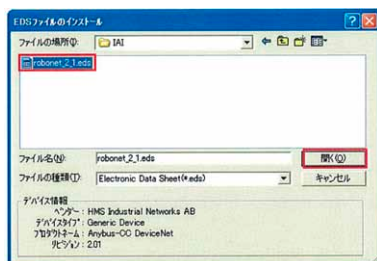 EDSファイルのインストール
ファイルの場所(I):
IAI
robonet_2_1.eds
ファイル名(N):
robonet_2_1.eds
開く(O)
ファイルの種類(T):
Electronic Data Sheet(*.eds)
キャンセル
デバイス情報
ベンダー : HMS Industrial Networks AB
デバイスタイプ : Generic Device
プロダクトネーム : Anybus-CC DeviceNet
リビジョン : 2.01